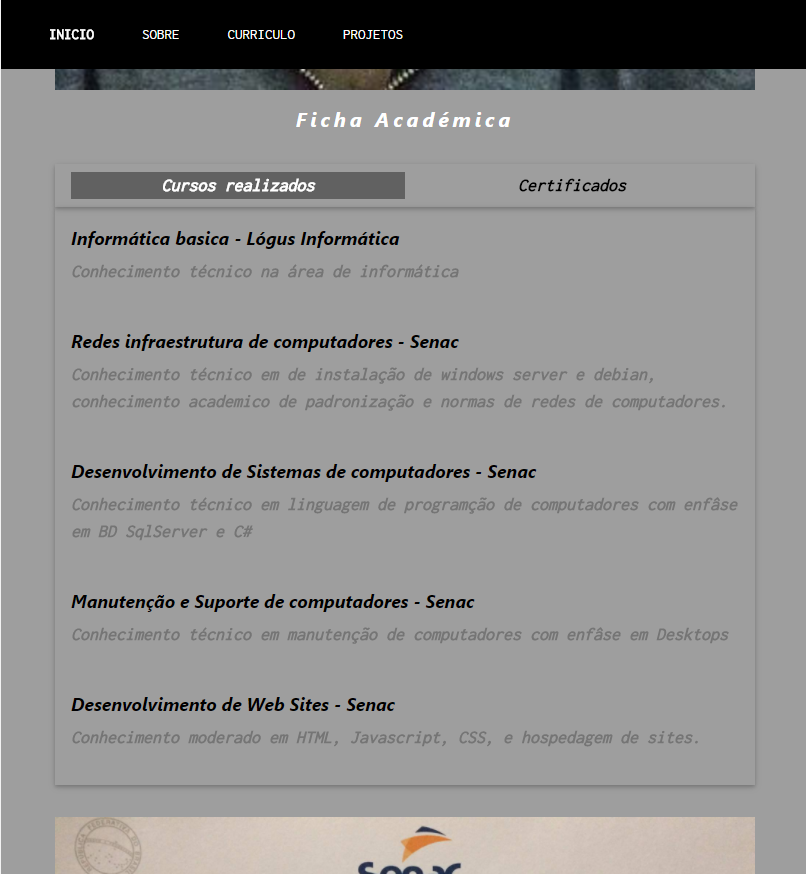 INICIO SOBRE CURRICULO PROJETOS
Ficha Académica
Cursos realizados Certificados
Informática basica - Lógus Informática
Conhecimento técnico na área de informática
Redes infraestrutura de computadores - Senac
Conhecimento técnico em de instalação de windows server e debian,
conhecimento academico de padronização e normas de redes de computadores.
Desenvolvimento de Sistemas de computadores - Senac
Conhecimento técnico em linguagem de programção de computadores com enfâse
em BD SqlServer e C#
Manutenção e Suporte de computadores - Senac
Conhecimento técnico em manutenção de computadores com enfâse em Desktops
Desenvolvimento de Web Sites - Senac
Conhecimento moderado em HTML, Javascript, CSS, e hospedagem de sites.